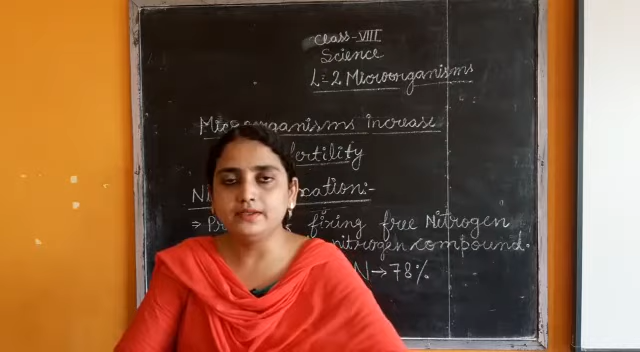 Class-VIII
Science
L-2 Microorganisms
Microorganisms increase
fertility
fixing free Nitrogen
nitrogen compound.
N→78%